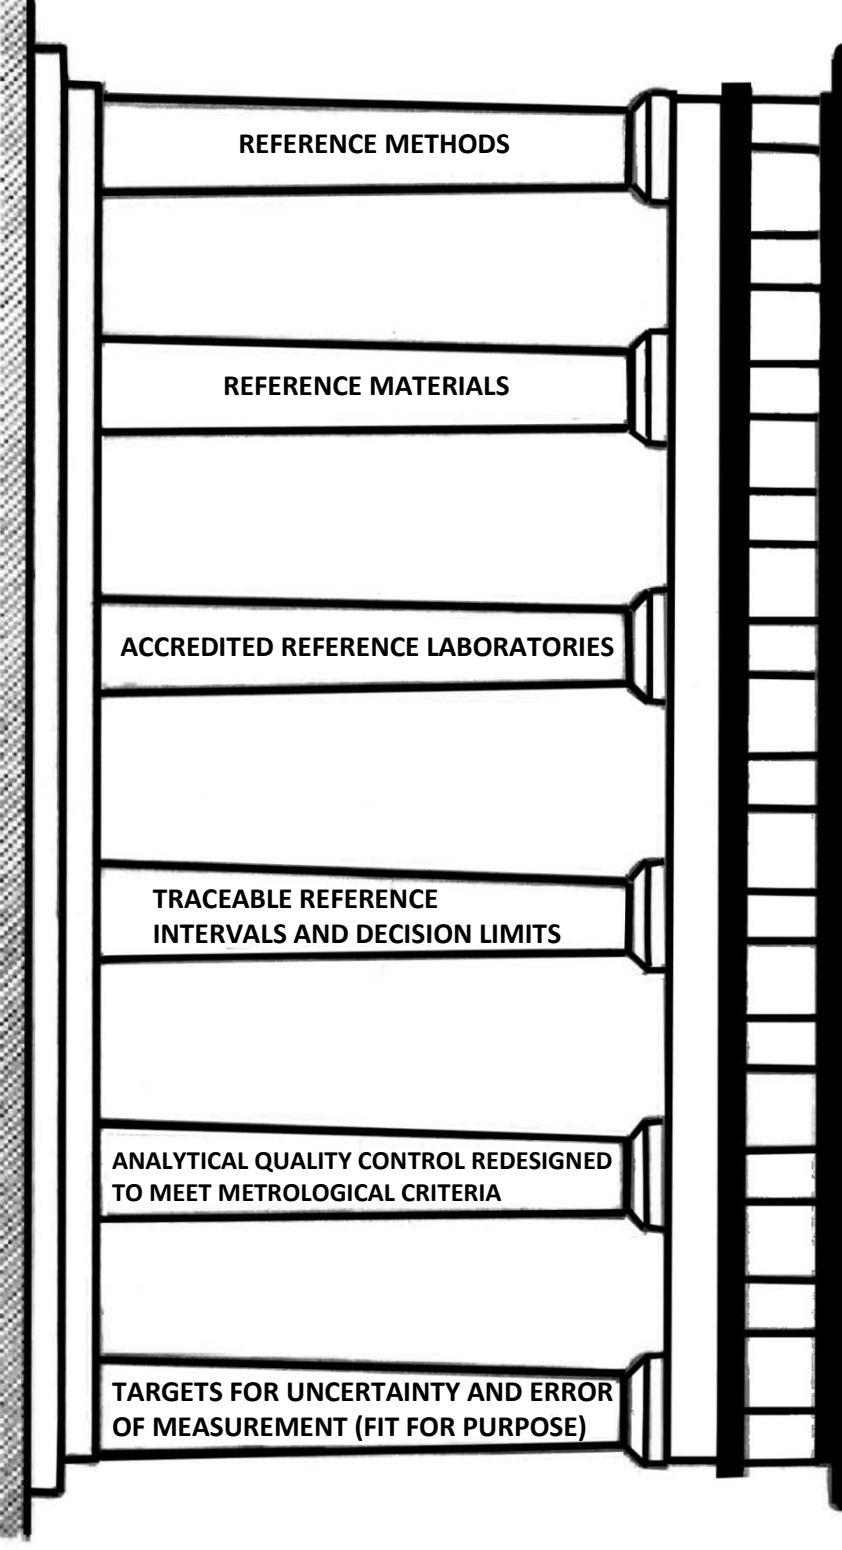 REFERENCE METHODS
REFERENCE MATERIALS
ACCREDITED REFERENCE LABORATORIES
TRACEABLE REFERENCE
INTERVALS AND DECISION LIMITS
ANALYTICAL QUALITY CONTROL REDESIGNED
TO MEET METROLOGICAL CRITERIA
TARGETS FOR UNCERTAINTY AND ERROR
OF MEASUREMENT (FIT FOR PURPOSE)